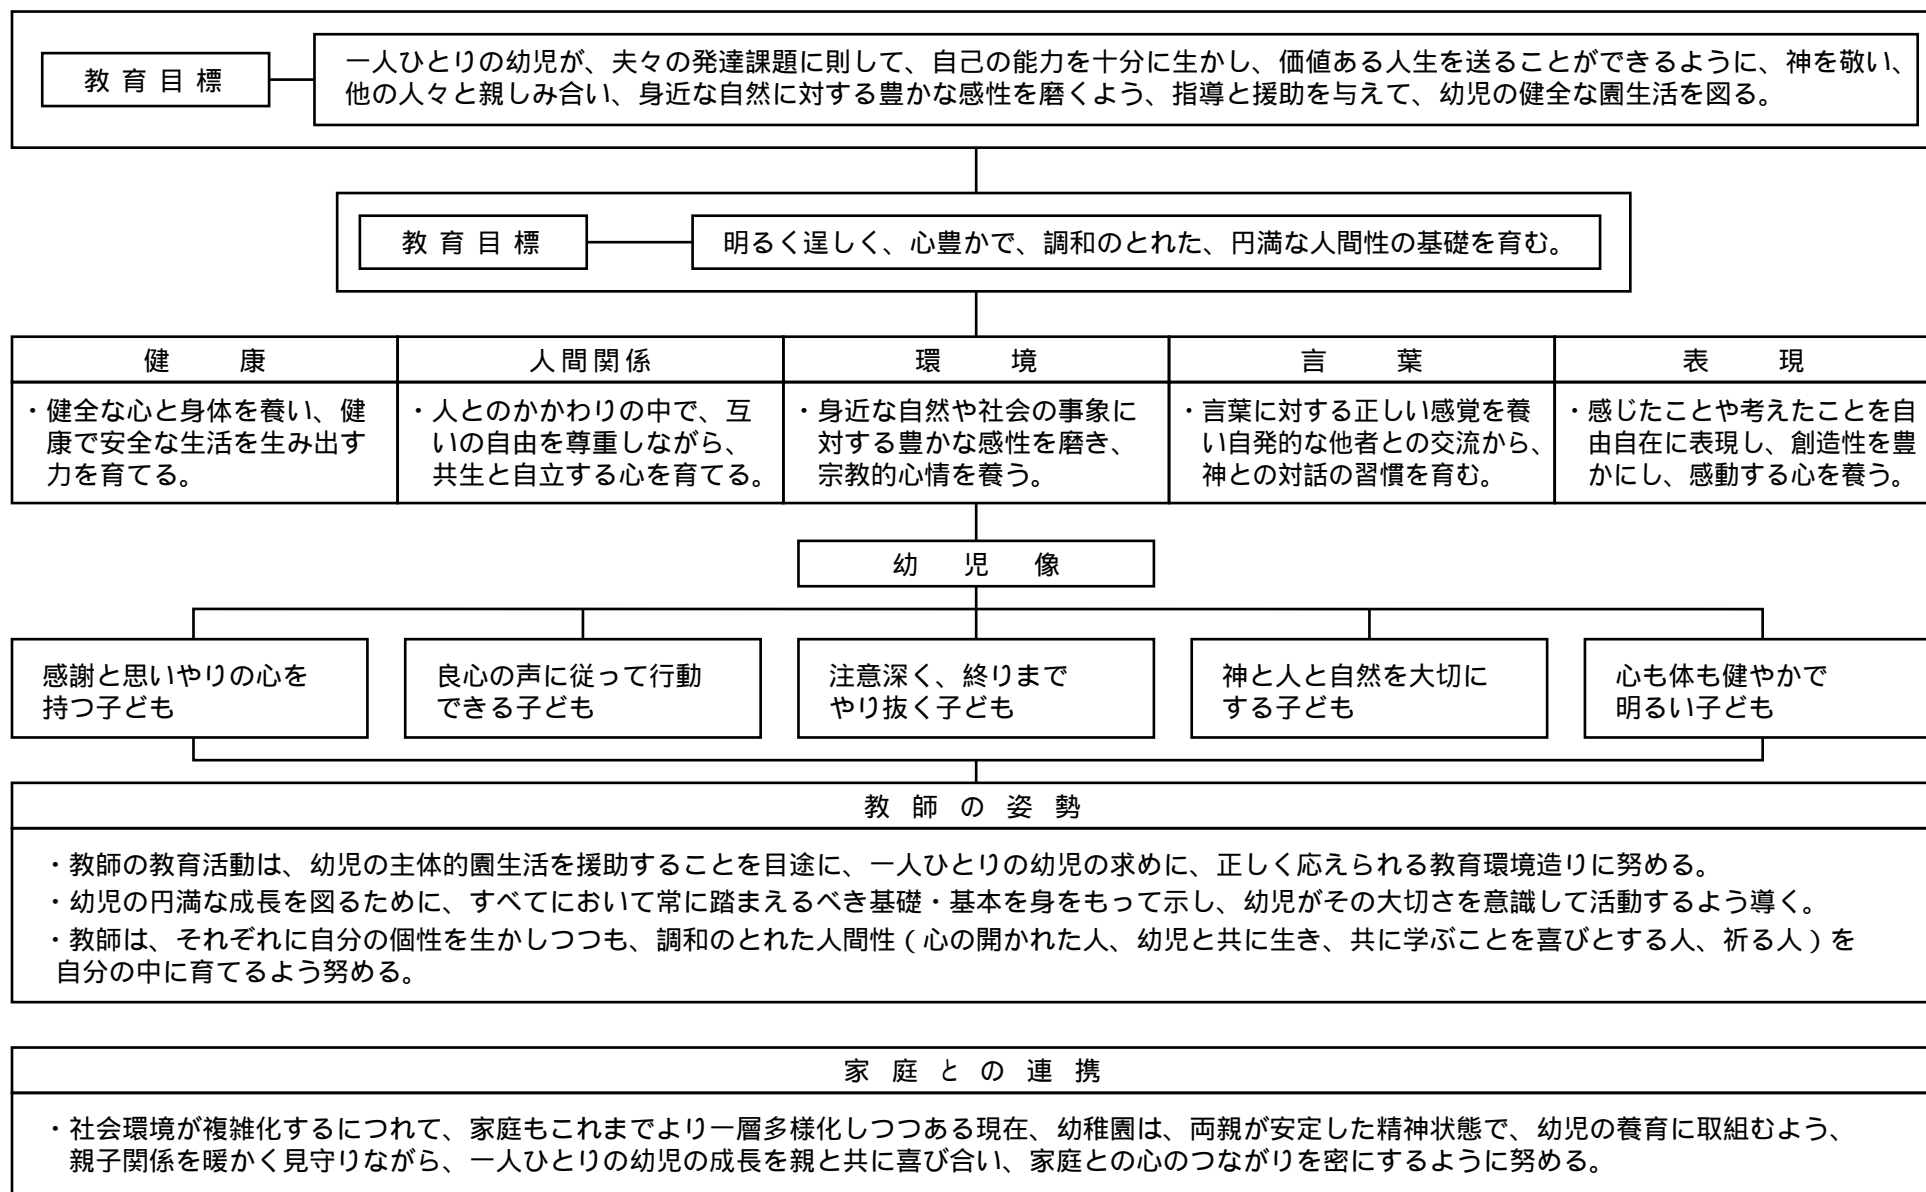 教育目標
一人ひとりの幼児が、夫々の発達課題に則して、自己の能力を十分に生かし、価値ある人生を送ることができるように、神を敬い、
他の人々と親しみ合い、身近な自然に対する豊かな感性を磨くよう、指導と援助を与えて、幼児の健全な園生活を図る。
教育目標
明るく逞しく、心豊かで、調和のとれた、円満な人間性の基礎を育む。
健康
・健全な心と身体を養い、健
康で安全な生活を生み出す
力を育てる。
人間関係
・人とのかかわりの中で、互
いの自由を尊重しながら、
共生と自立する心を育てる。
環境
・身近な自然や社会の事象に
対する豊かな感性を磨き、
宗教的心情を養う。
言葉
・言葉に対する正しい感覚を養
い自発的な他者との交流から、
神との対話の習慣を育む。
表現
・感じたことや考えたことを自
由自在に表現し、創造性を豊
かにし、感動する心を養う。
幼児像
感謝と思いやりの心を
持つ子ども
良心の声に従って行動
できる子ども
注意深く、終りまで
やり抜く子ども
神と人と自然を大切に
する子ども
心も体も健やかで
明るい子ども
教師の姿勢
・教師の教育活動は、幼児の主体的園生活を援助することを目途に、一人ひとりの幼児の求めに、正しく応えられる教育環境造りに努める。
・幼児の円満な成長を図るために、すべてにおいて常に踏まえるべき基礎・基本を身をもって示し、幼児がその大切さを意識して活動するよう導く。
・教師は、それぞれに自分の個性を生かしつつも、調和のとれた人間性（心の開かれた人、幼児と共に生き、共に学ぶことを喜びとする人、祈る人）を
自分の中に育てるよう努める。
家庭との連携
・社会環境が複雑化するにつれて、家庭もこれまでより一層多様化しつつある現在、幼稚園は、両親が安定した精神状態で、幼児の養育に取組むよう、
親子関係を暖かく見守りながら、一人ひとりの幼児の成長を親と共に喜び合い、家庭との心のつながりを密にするように努める。